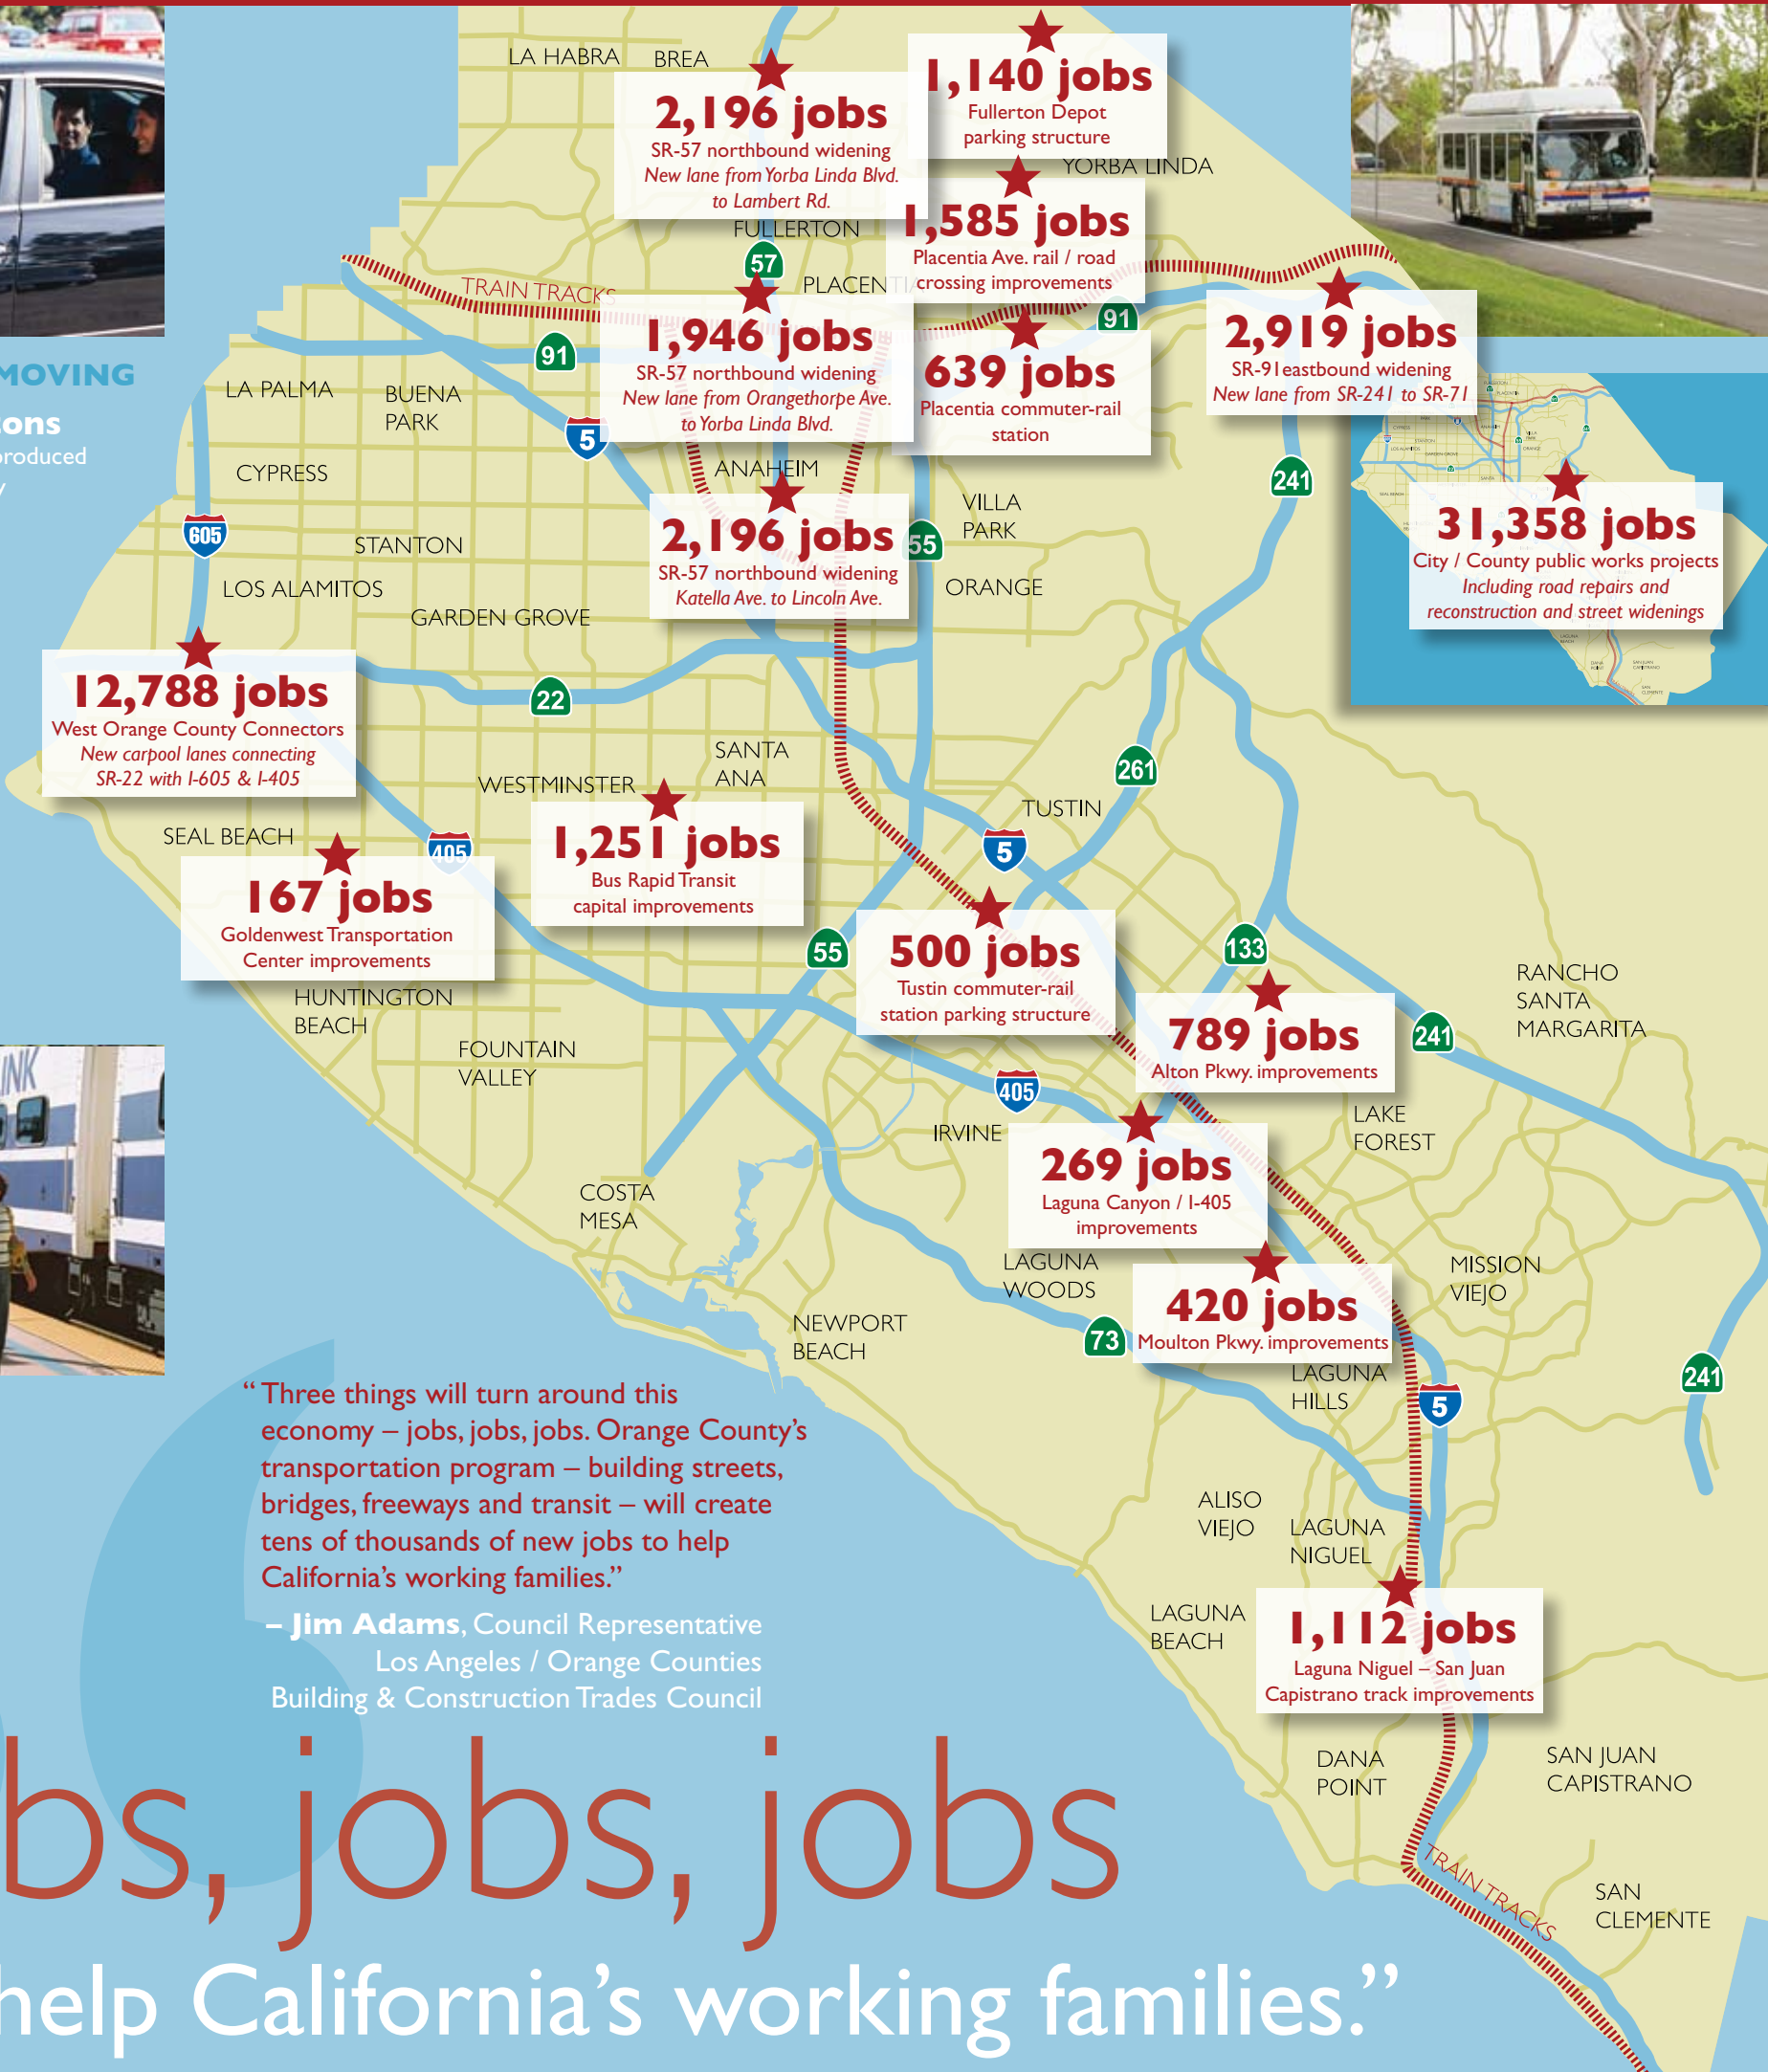 LA HABRA
BREA
2,196 jobs
SR-57 northbound widening
New lane from Yorba Linda Blvd.
to Lambert Rd.
1,140 jobs
Fullerton Depot
parking structure
YORBA LINDA
FULLERTON
57
1,585 jobs
Placentia Ave. rail / road
crossing improvements
PLACENTIA
TRAIN TRACKS
1,946 jobs
SR-57 northbound widening
New lane from Orangethorpe Ave.
to Yorba Linda Blvd.
91
91
639 jobs
Placentia commuter-rail
station
2,919 jobs
SR-91 eastbound widening
New lane from SR-241 to SR-71
MOVING
LA PALMA
BUENA
PARK
5
CYPRESS
ANAHEIM
241
605
STANTON
2,196 jobs
SR-57 northbound widening
Katella Ave. to Lincoln Ave.
55
VILLA
PARK
ORANGE
31,358 jobs
City / County public works projects
Including road repairs and
reconstruction and street widenings
LOS ALAMITOS
GARDEN GROVE
12,788 jobs
West Orange County Connectors
New carpool lanes connecting
SR-22 with I-605 & I-405
22
SANTA
ANA
WESTMINSTER
261
TUSTIN
SEAL BEACH
405
5
1,251 jobs
Bus Rapid Transit
capital improvements
167 jobs
Goldenwest Transportation
Center improvements
55
500 jobs
Tustin commuter-rail
station parking structure
133
HUNTINGTON
BEACH
789 jobs
Alton Pkwy. improvements
241
RANCHO
SANTA
MARGARITA
FOUNTAIN
VALLEY
405
IRVINE
LAKE
FOREST
269 jobs
Laguna Canyon / I-405
improvements
COSTA
MESA
LAGUNA
WOODS
MISSION
VIEJO
420 jobs
Moulton Pkwy. improvements
73
NEWPORT
BEACH
LAGUNA
HILLS
5
241
“Three things will turn around this
economy – jobs, jobs, jobs. Orange County’s
transportation program – building streets,
bridges, freeways and transit – will create
tens of thousands of new jobs to help
California’s working families.”
– Jim Adams, Council Representative
Los Angeles / Orange Counties
Building & Construction Trades Council
ALISO
VIEJO
LAGUNA
NIGUEL
LAGUNA
BEACH
1,112 jobs
Laguna Niguel – San Juan
Capistrano track improvements
DANA
POINT
SAN JUAN
CAPISTRANO
TRAIN TRACKS
SAN
CLEMENTE
bs, jobs, jobs
help California’s working families.”